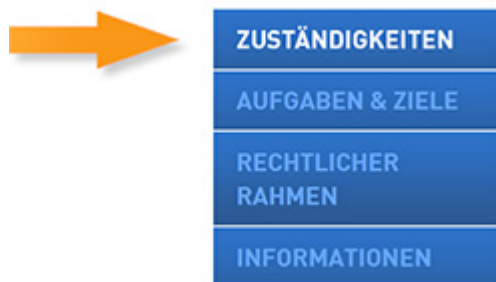 ZUSTÄNDIGKEITEN
AUFGABEN & ZIELE
RECHTLICHER
RAHMEN
INFORMATIONEN